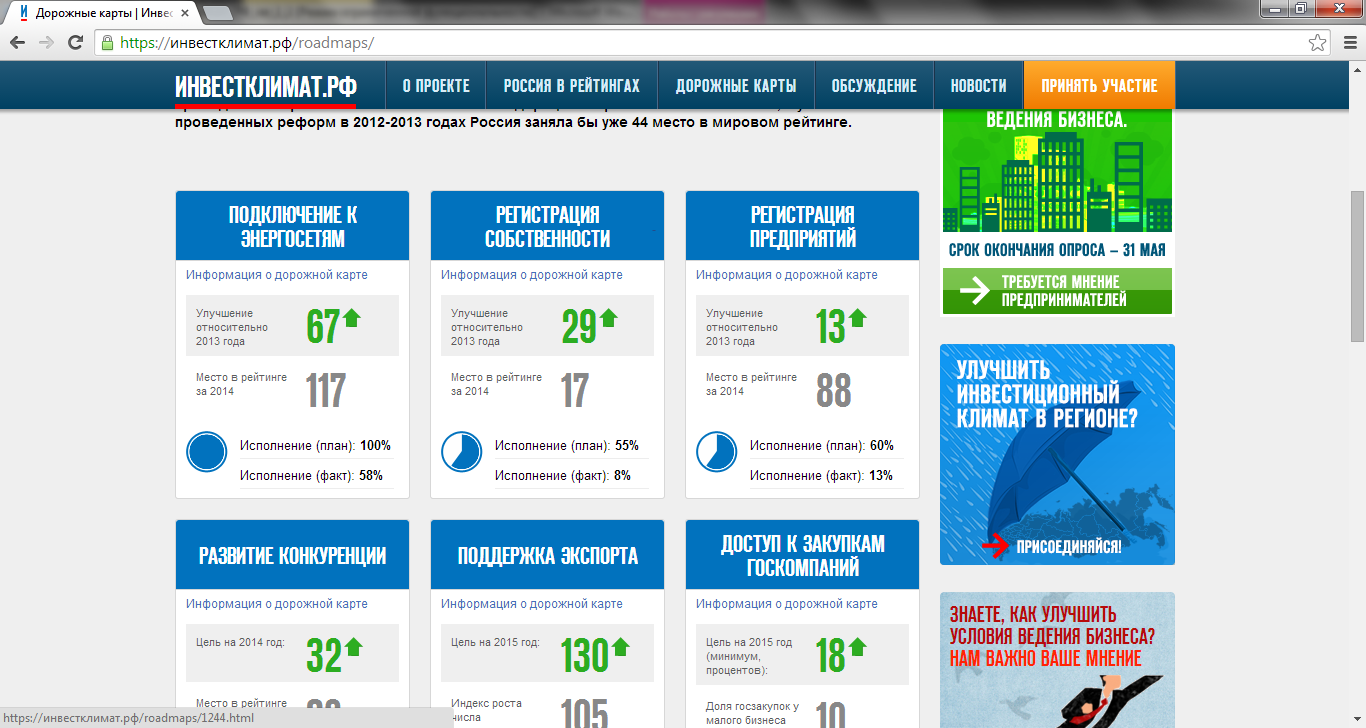 Дорожные карты | Инвес
https://инвестклимат.рф/roadmaps/
ИНВЕСТКЛИМАТ.РФ
О ПРОЕКТЕ
РОССИЯ В РЕЙТИНГАХ
ДОРОЖНЫЕ КАРТЫ
ОБСУЖДЕНИЕ
НОВОСТИ
ПРИНЯТЬ УЧАСТИЕ
проведенных реформ в 2012-2013 годах Россия заняла бы уже 44 место в мировом рейтинге.
ПОДКЛЮЧЕНИЕ К
ЭНЕРГОСЕТЯМ
Информация о дорожной карте
Улучшение
относительно
2013 года
67
Место в рейтинге
за 2014
117
Исполнение (план): 100%
Исполнение (факт): 58%
РЕГИСТРАЦИЯ
СОБСТВЕННОСТИ
Информация о дорожной карте
Улучшение
относительно
2013 года
29
Место в рейтинге
за 2014
17
Исполнение (план): 55%
Исполнение (факт): 8%
РЕГИСТРАЦИЯ
ПРЕДПРИЯТИЙ
Информация о дорожной карте
Улучшение
относительно
2013 года
13
Место в рейтинге
за 2014
88
Исполнение (план): 60%
Исполнение (факт): 13%
РАЗВИТИЕ КОНКУРЕНЦИИ
Информация о дорожной карте
Цель на 2014 год:
32
Место в рейтинге
ПОДДЕРЖКА ЭКСПОРТА
Информация о дорожной карте
Цель на 2015 год:
130
Индекс роста
числа
105
ДОСТУП К ЗАКУПКАМ
ГОСКОМПАНИЙ
Информация о дорожной карте
Цель на 2015 год
(минимум,
процентов):
18
Доля госзакупок у
малого бизнеса
10
ВЕДЕНИЯ БИЗНЕСА.
СРОК ОКОНЧАНИЯ ОПРОСА – 31 МАЯ
ТРЕБУЕТСЯ МНЕНИЕ
ПРЕДПРИНИМАТЕЛЕЙ
УЛУЧШИТЬ
ИНВЕСТИЦИОННЫЙ
КЛИМАТ В РЕГИОНЕ?
ПРИСОЕДИНЯЙСЯ!
ЗНАЕТЕ, КАК УЛУЧШИТЬ
УСЛОВИЯ ВЕДЕНИЯ БИЗНЕСА?
НАМ ВАЖНО ВАШЕ МНЕНИЕ
https://инвестклимат.рф/roadmaps/1244.html